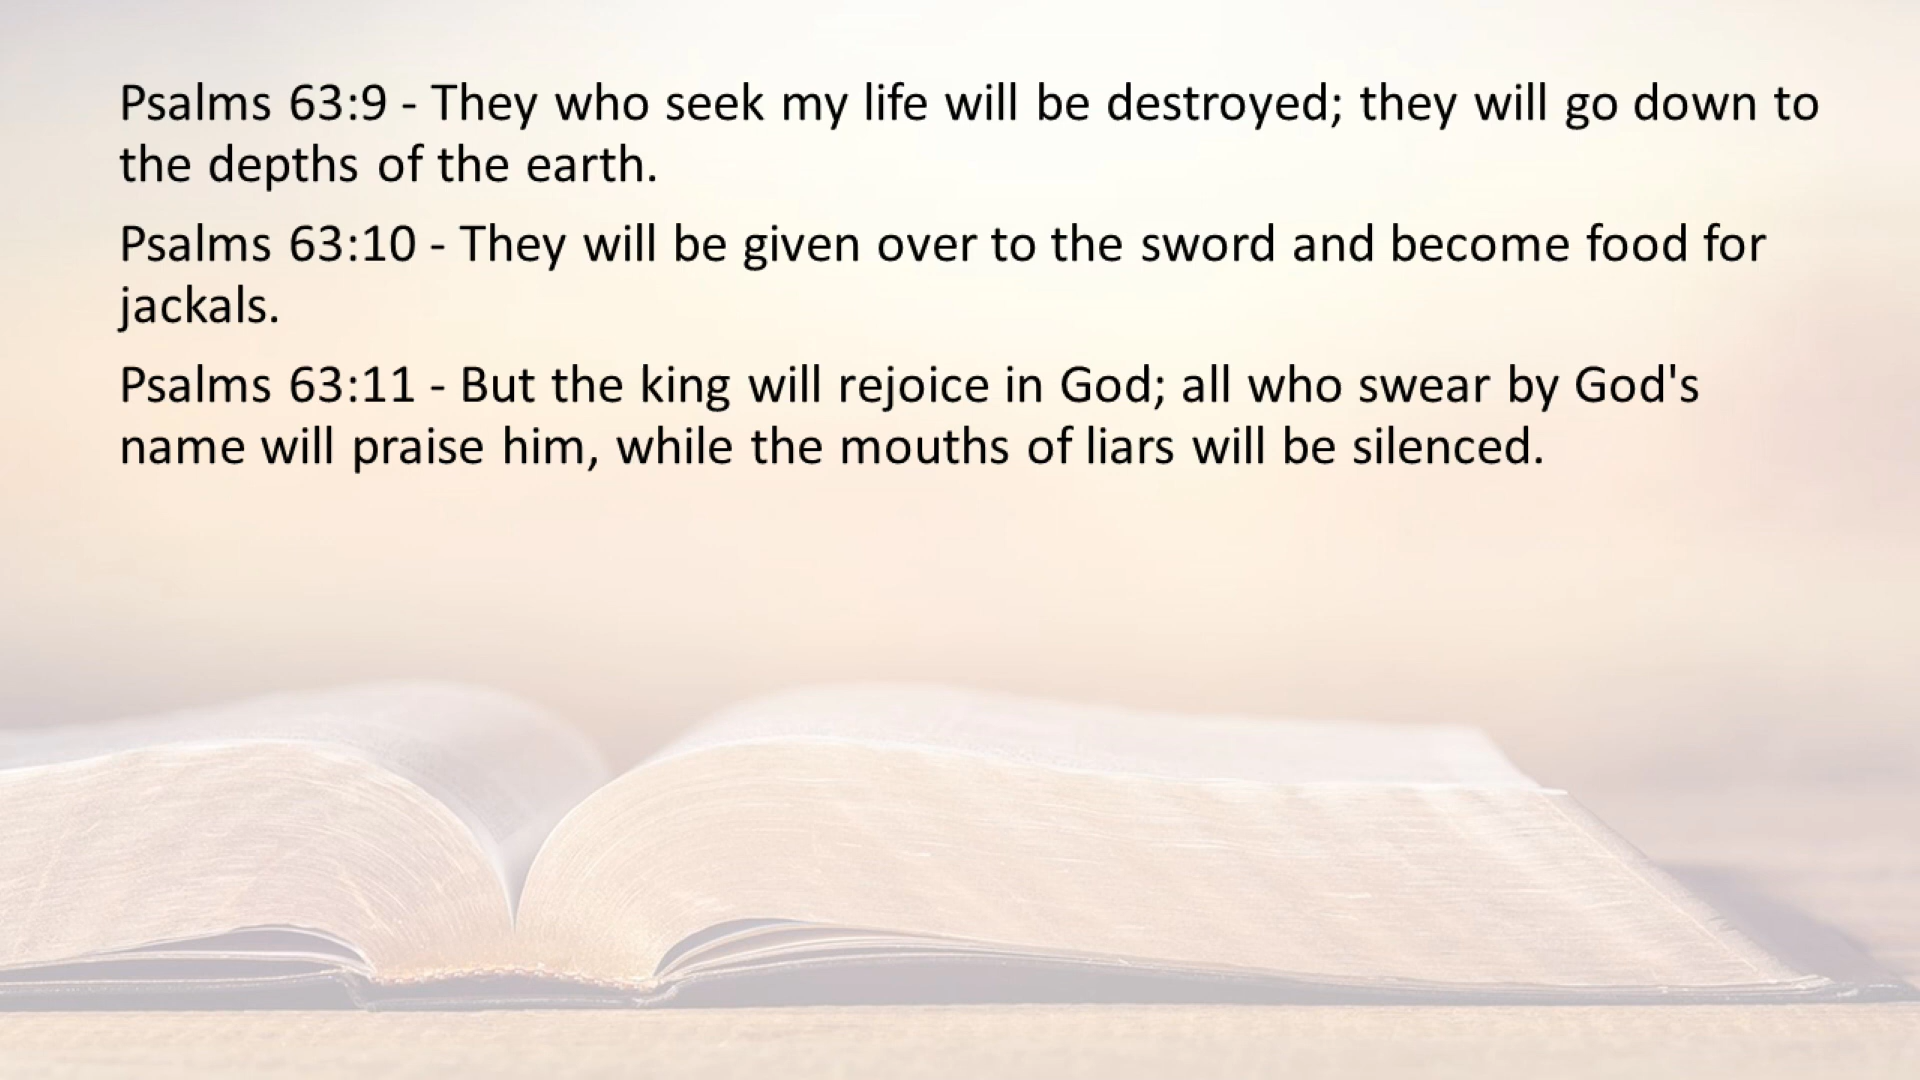 Psalms 63:9 - They who seek my life will be destroyed; they will go down to
the depths of the earth.
Psalms 63:10 - They will be given over to the sword and become food for
jackals.
Psalms 63:11 - But the king will rejoice in God; all who swear by God's
name will praise him, while the mouths of liars will be silenced.